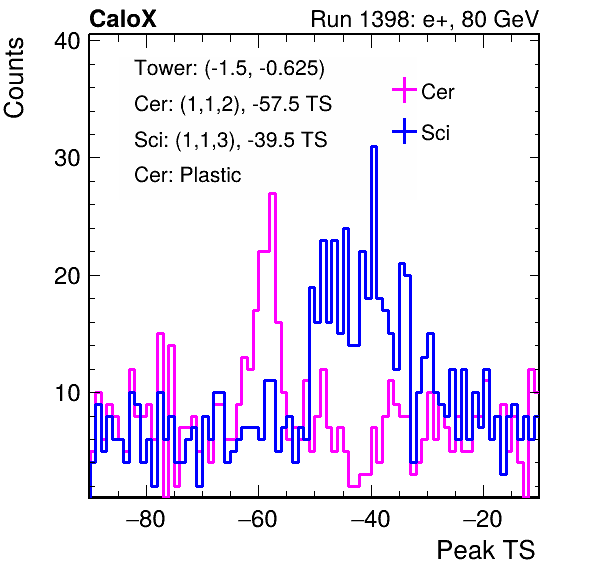 CaloX Run 1398: e+, 80 GeV
Counts
40
30
20
10
Tower: (-1.5, -0.625)
Cer: (1,1,2), -57.5 TS
Sci: (1,1,3), -39.5 TS
Cer: Plastic
Cer
Sci
−80 −60 −40 −20
Peak TS